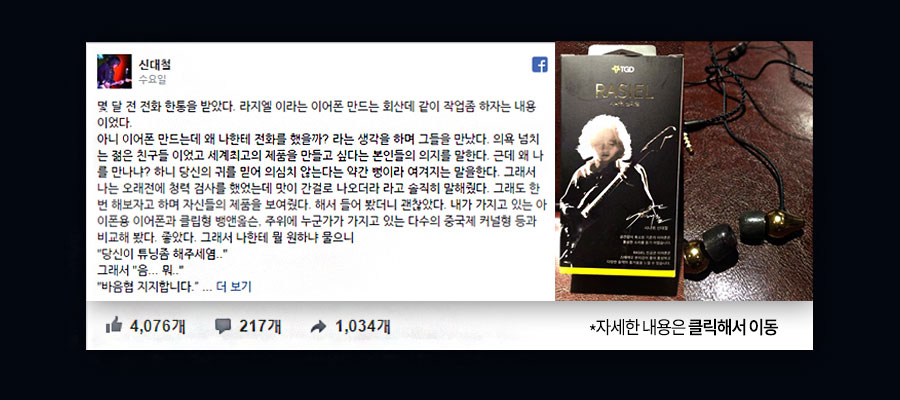 신대철
수요일
몇 달 전 전화 한통을 받았다. 라지엘 이라는 이어폰 만드는 회산데 같이 작업좀 하자는 내용
이었다.
아니 이어폰 만드는데 왜 나한테 전화를 했을까? 라는 생각을 하며 그들을 만났다. 의욕 넘치
는 젊은 친구들 이었고 세계최고의 제품을 만들고 싶다는 본인들의 의지를 말한다. 근데 왜 나
를 만나냐? 하니 당신의 귀를 믿어 의심치 않는다는 약간 뻥이라 여겨지는 말을한다. 그래서
나는 오래전에 청력 검사를 했었는데 맛이 간걸로 나오더라 라고 솔직히 말해줬다. 그래도 한
번 해보자고 하며 자신들의 제품을 보여줬다. 해서 들어 봤더니 괜찮았다. 내가 가지고 있는 아
이폰용 이어폰과 클립형 뱅앤올슨, 주위에 누군가가 가지고 있는 다수의 중국제 커널형 등과
비교해 봤다. 좋았다. 그래서 나한테 뭘 원하냐 물으니
"당신이 튜닝좀 해주세염.."
그래서 "음... 뭐.."
"바음협 지지합니다." ... 더 보기
TGD
RASIEL
4,076개 217개 1,034개
*자세한 내용은 클릭해서 이동